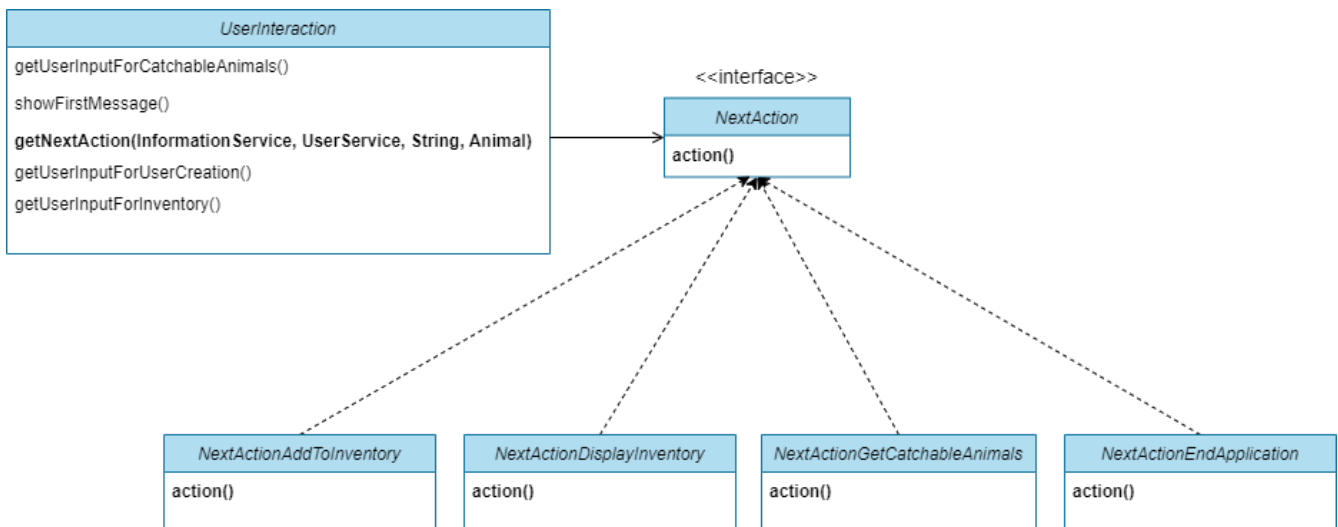 UserInteraction
getUserInputForCatchableAnimals()
showFirstMessage()
getNextAction(InformationService, UserService, String, Animal)
getUserInputForUserCreation()
getUserInputForInventory()
<<interface>>
NextAction
action()
NextActionAddToInventory
action()
NextActionDisplayInventory
action()
NextActionGetCatchableAnimals
action()
NextActionEndApplication
action()